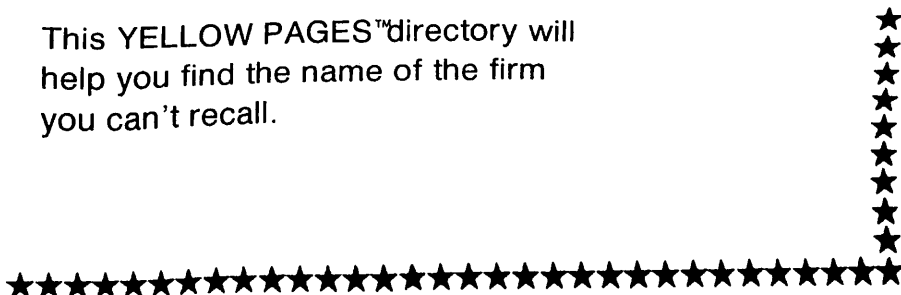 This YELLOW PAGES™directory will
help you find the name of the firm
you can't recall.